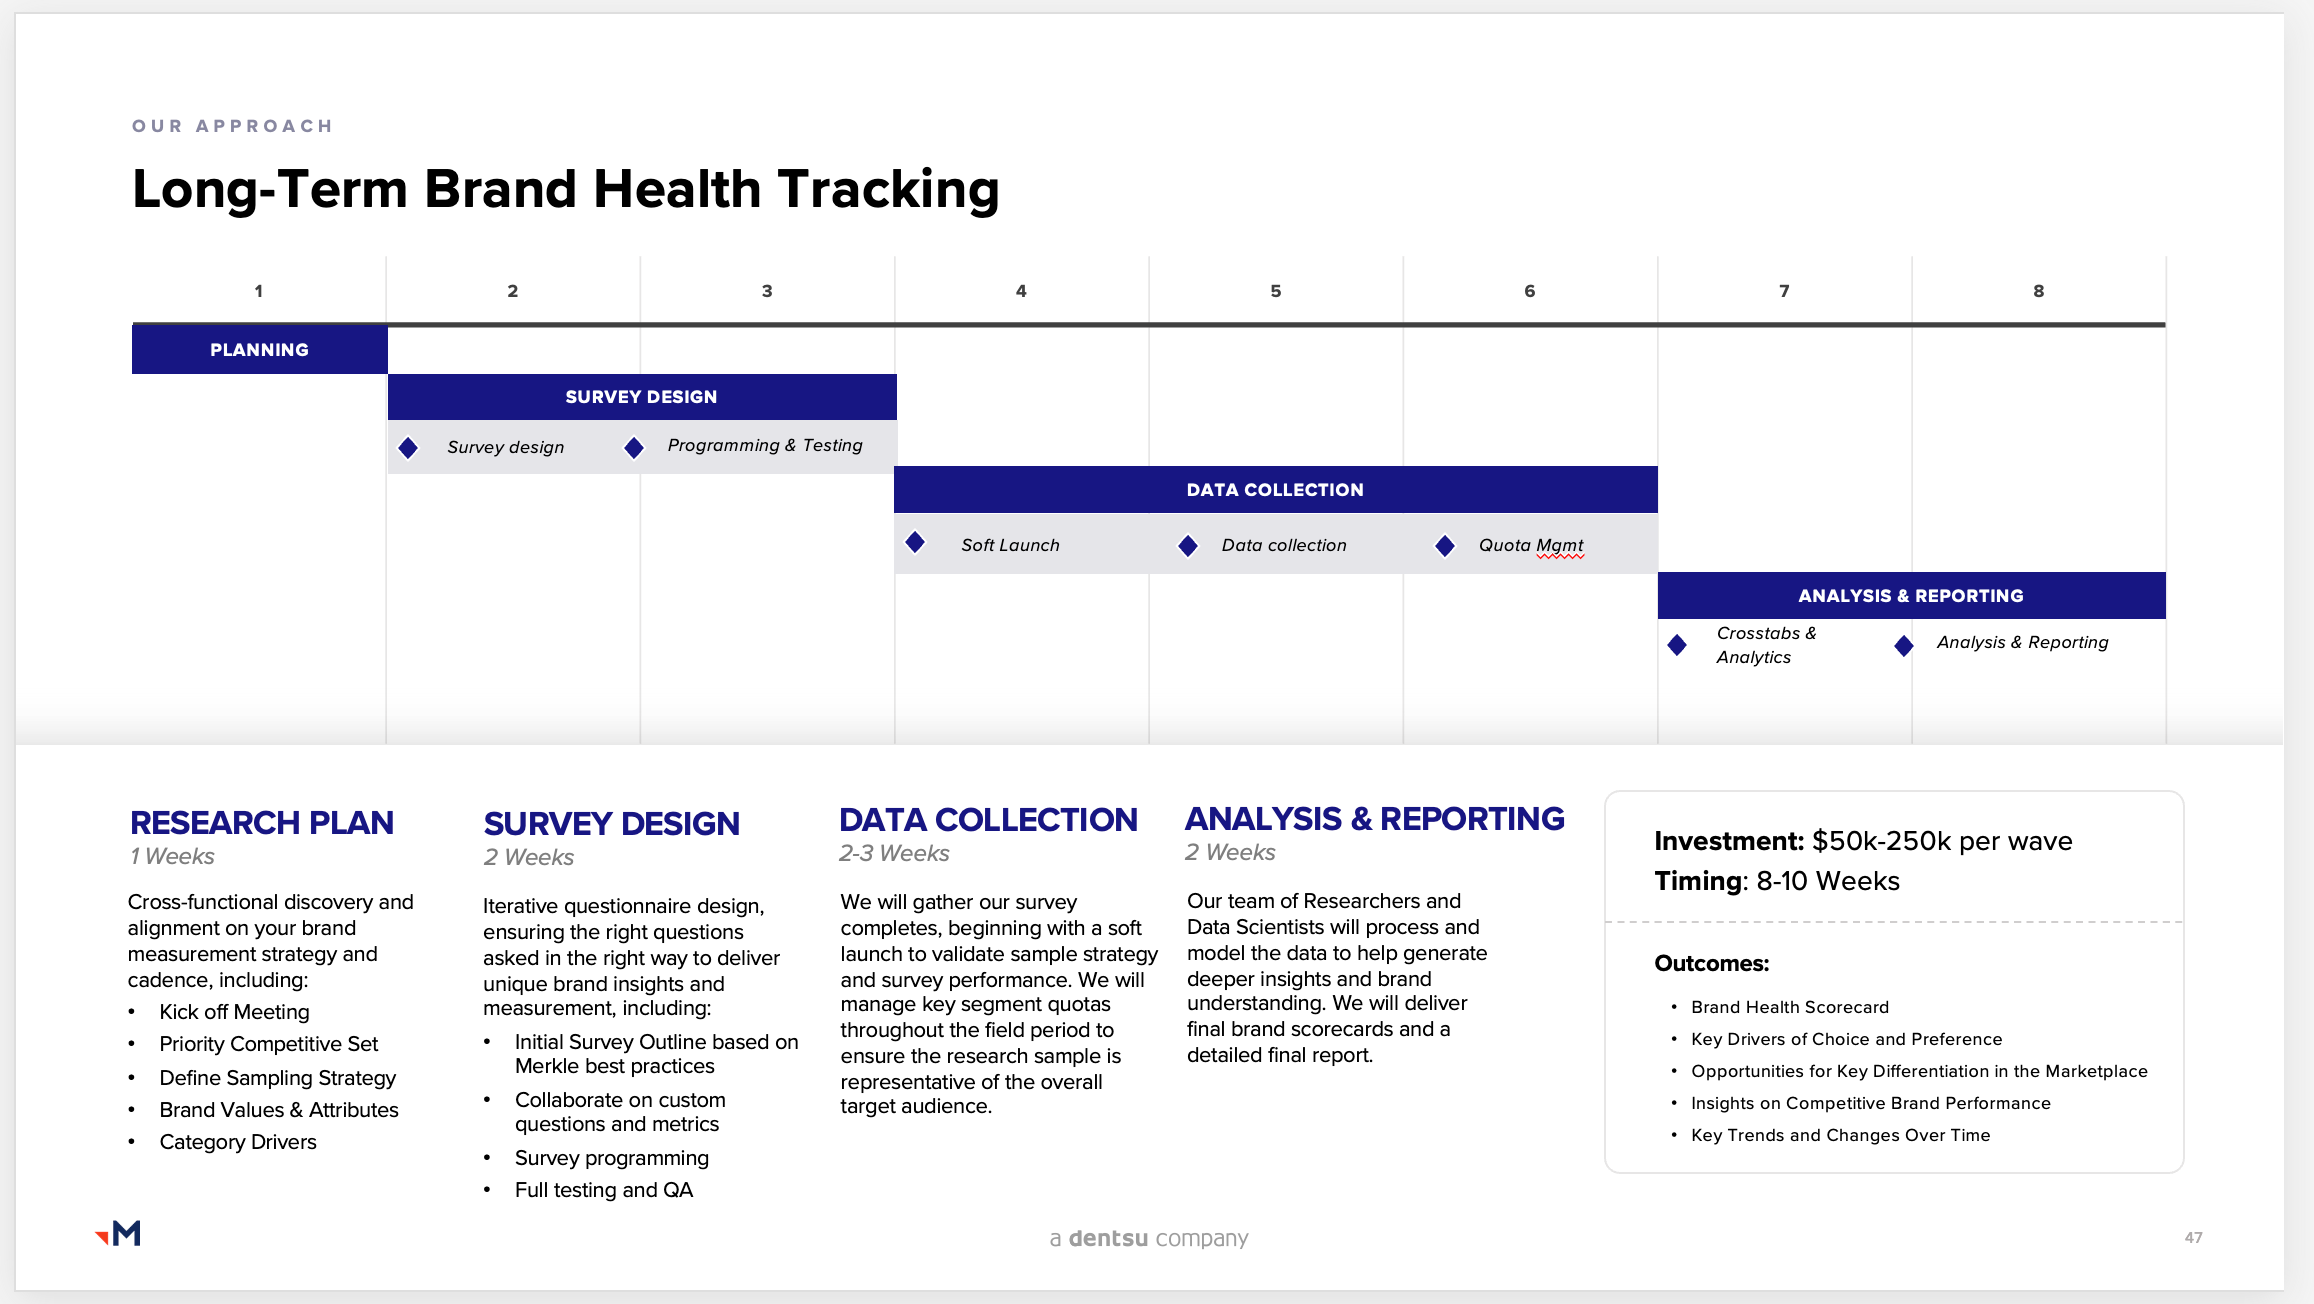 OUR APPROACH
Long-Term Brand Health Tracking
1 2 3 4 5 6 7 8
PLANNING
SURVEY DESIGN
Survey design Programming & Testing
DATA COLLECTION
Soft Launch Data collection Quota Mgmt
ANALYSIS & REPORTING
Crosstabs &
Analytics
Analysis & Reporting
RESEARCH PLAN
1 Weeks
Cross-functional discovery and
alignment on your brand
measurement strategy and
cadence, including:
• Kick off Meeting
• Priority Competitive Set
• Define Sampling Strategy
• Brand Values & Attributes
• Category Drivers
SURVEY DESIGN
2 Weeks
Iterative questionnaire design,
ensuring the right questions
asked in the right way to deliver
unique brand insights and
measurement, including:
• Initial Survey Outline based on
Merkle best practices
• Collaborate on custom
questions and metrics
• Survey programming
• Full testing and QA
DATA COLLECTION
2-3 Weeks
We will gather our survey
completes, beginning with a soft
launch to validate sample strategy
and survey performance. We will
manage key segment quotas
throughout the field period to
ensure the research sample is
representative of the overall
target audience.
ANALYSIS & REPORTING
2 Weeks
Our team of Researchers and
Data Scientists will process and
model the data to help generate
deeper insights and brand
understanding. We will deliver
final brand scorecards and a
detailed final report.
Investment: $50k-250k per wave
Timing: 8-10 Weeks
Outcomes:
• Brand Health Scorecard
• Key Drivers of Choice and Preference
• Opportunities for Key Differentiation in the Marketplace
• Insights on Competitive Brand Performance
• Key Trends and Changes Over Time
M
a dentsu company
47